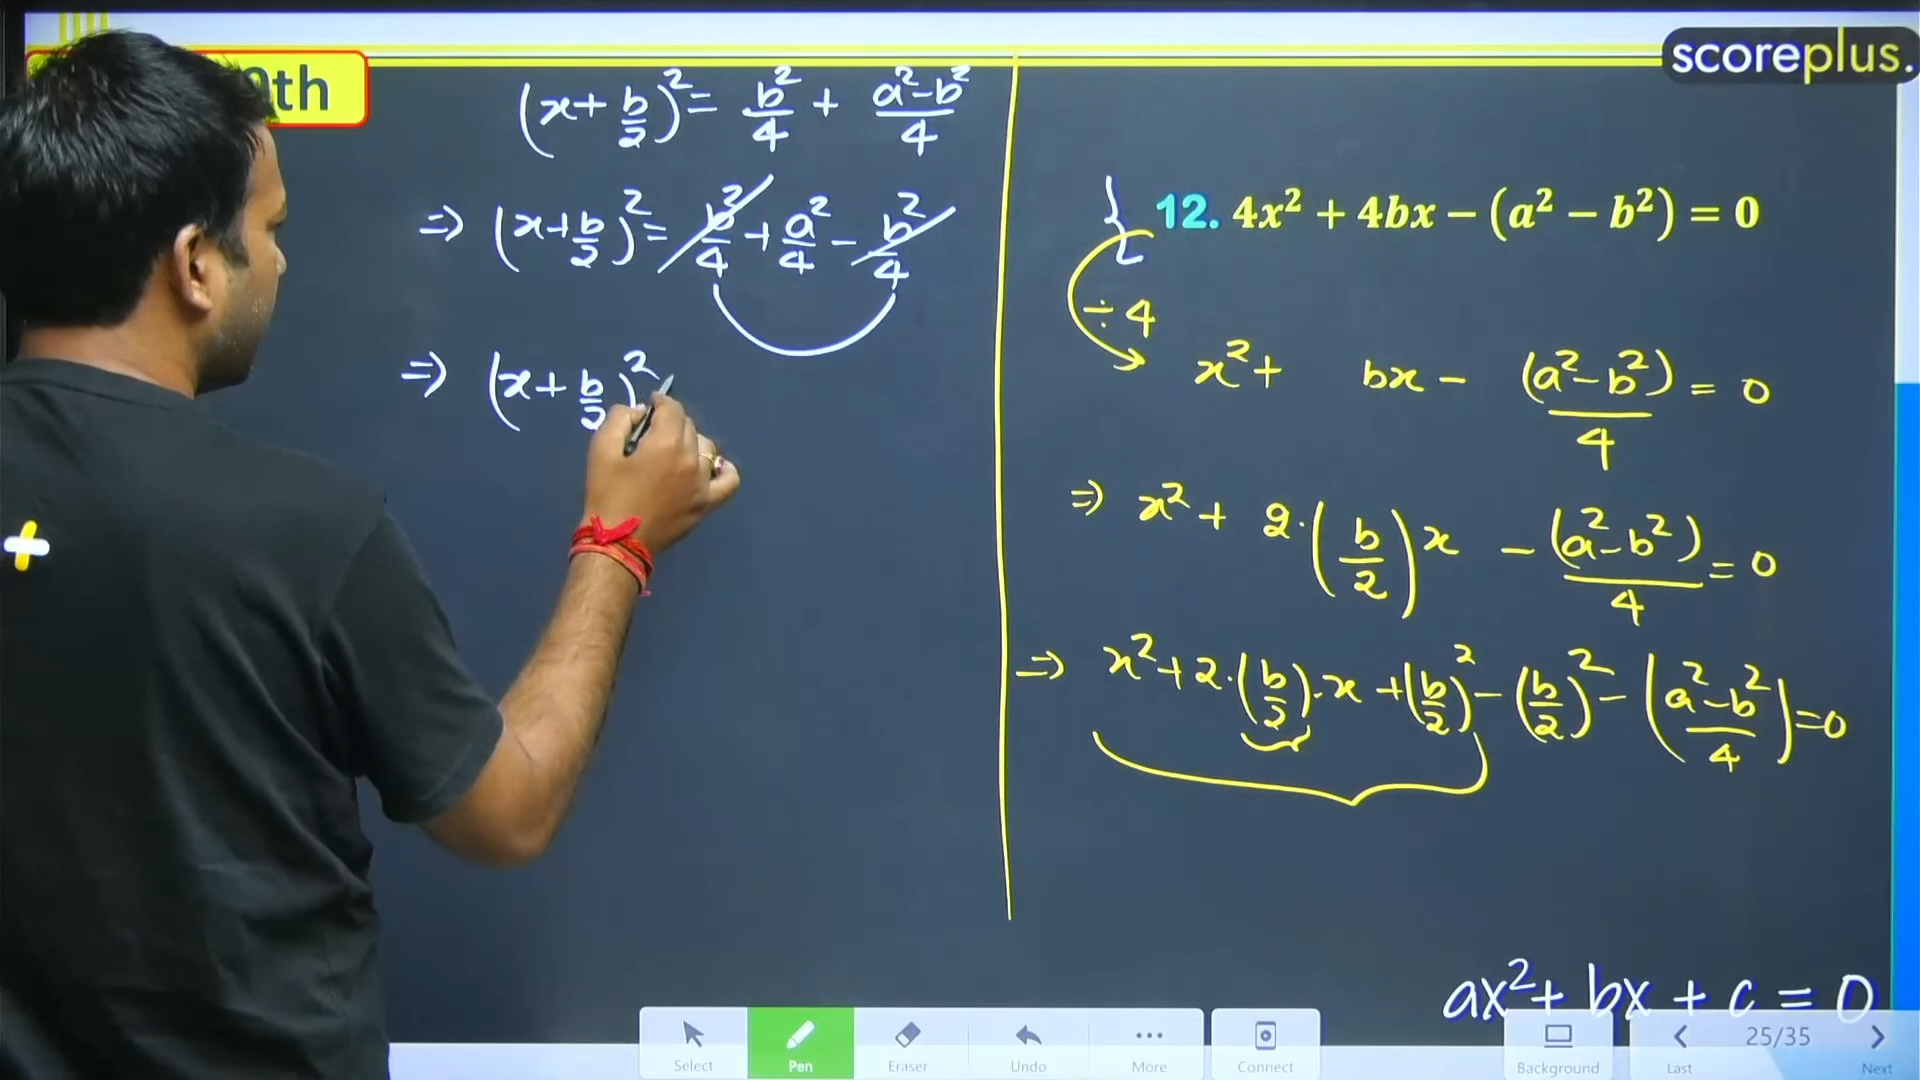 9th
scoreplus.
(x + b/2)² = b²/4 + a²-b²/4
⇒ (x + b/2)² = b²/4 + a²/4 − b²/4
⇒ (x + b/2)²
12. 4x² + 4bx − (a² − b²) = 0
÷ 4
x² + bx − (a²-b²)/4 = 0
⇒ x² + 2·(b/2)x − (a²-b²)/4 = 0
⇒ x² + 2·(b/2)·x + (b/2)² − (b/2)² − (a²-b²/4) = 0
ax² + bx + c = 0
Select Pen Eraser Undo More Connect Background Last 25/35 Next